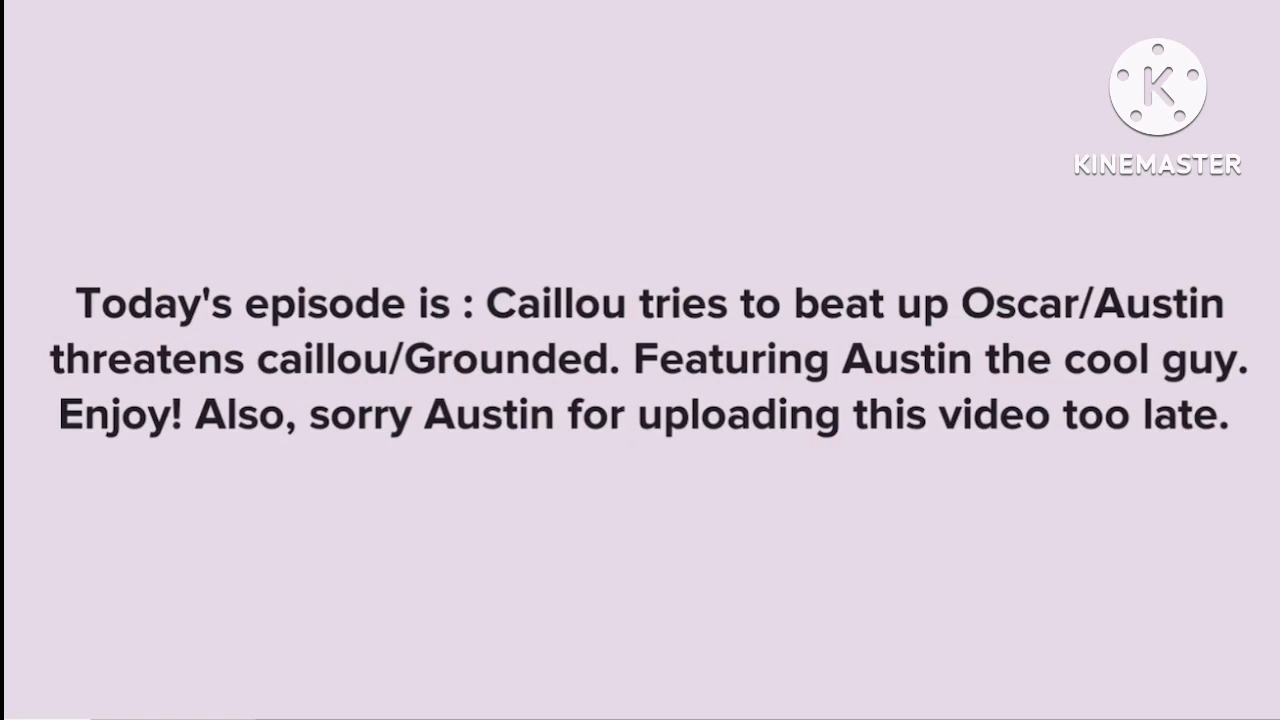 KINEMASTER
Today's episode is : Caillou tries to beat up Oscar/Austin
threatens caillou/Grounded. Featuring Austin the cool guy.
Enjoy! Also, sorry Austin for uploading this video too late.